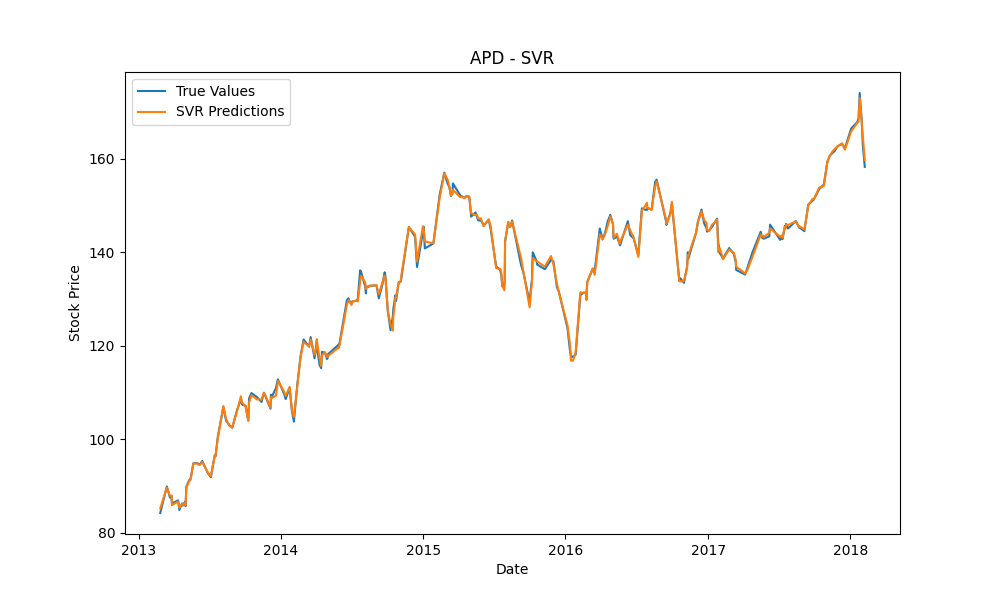 APD - SVR
True Values
SVR Predictions
Stock Price
160
140
120
100
80
2013
2014
2015
2016
2017
2018
Date